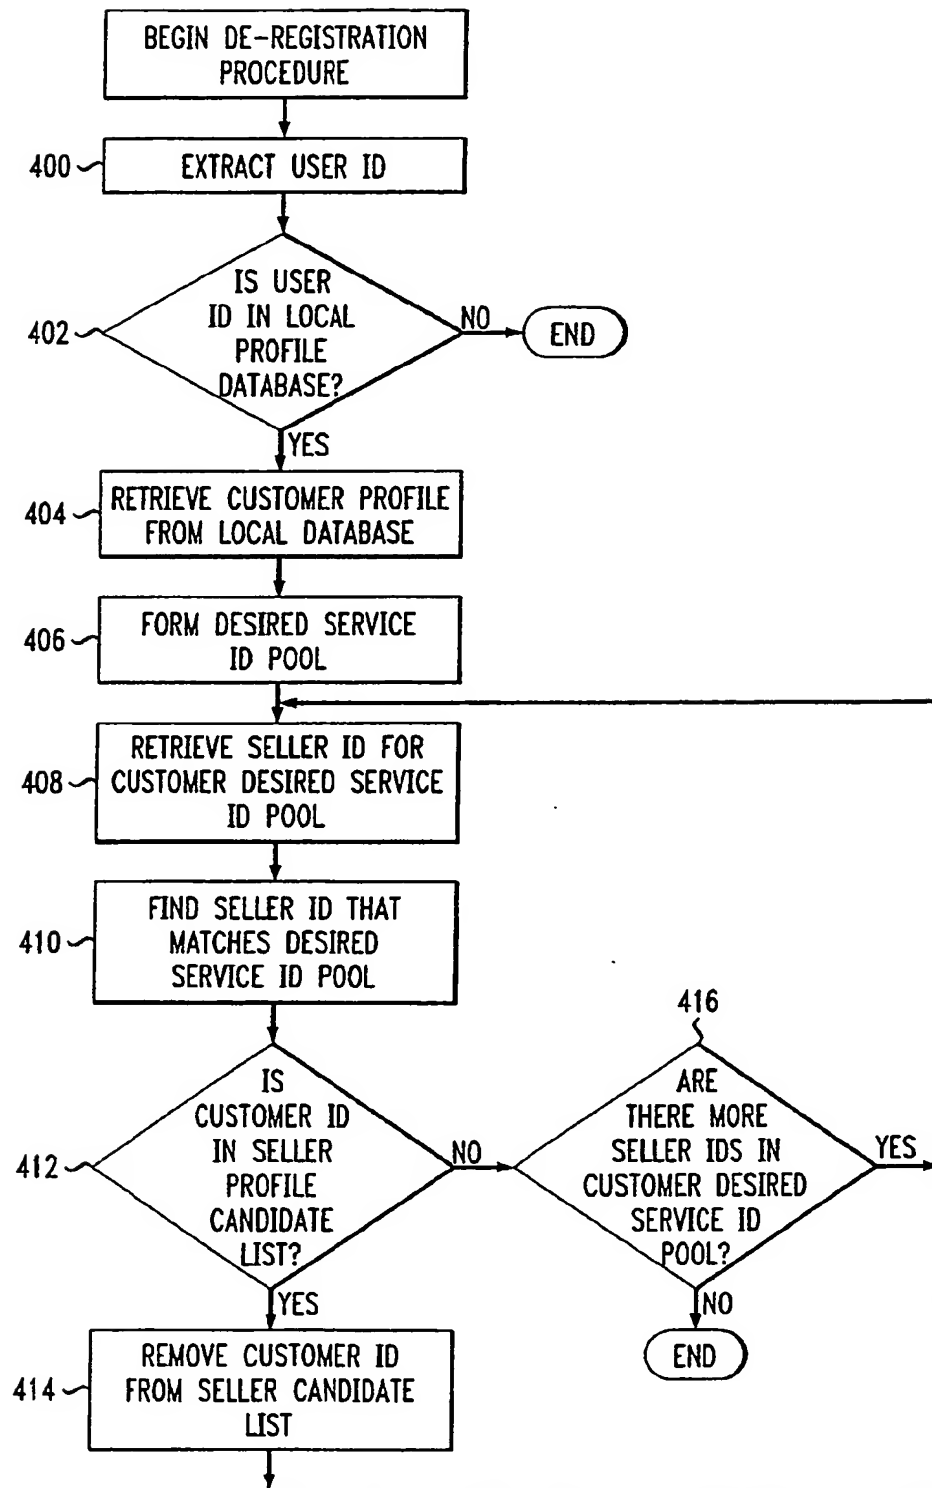 BEGIN DE-REGISTRATION
PROCEDURE
400
EXTRACT USER ID
IS USER
ID IN LOCAL
PROFILE
DATABASE?
402
NO
END
YES
404
RETRIEVE CUSTOMER PROFILE
FROM LOCAL DATABASE
406
FORM DESIRED SERVICE
ID POOL
408
RETRIEVE SELLER ID FOR
CUSTOMER DESIRED SERVICE
ID POOL
410
FIND SELLER ID THAT
MATCHES DESIRED
SERVICE ID POOL
412
IS
CUSTOMER ID
IN SELLER
PROFILE
CANDIDATE
LIST?
NO
416
ARE
THERE MORE
SELLER IDS IN
CUSTOMER DESIRED
SERVICE ID
POOL?
YES
NO
END
YES
414
REMOVE CUSTOMER ID
FROM SELLER CANDIDATE
LIST